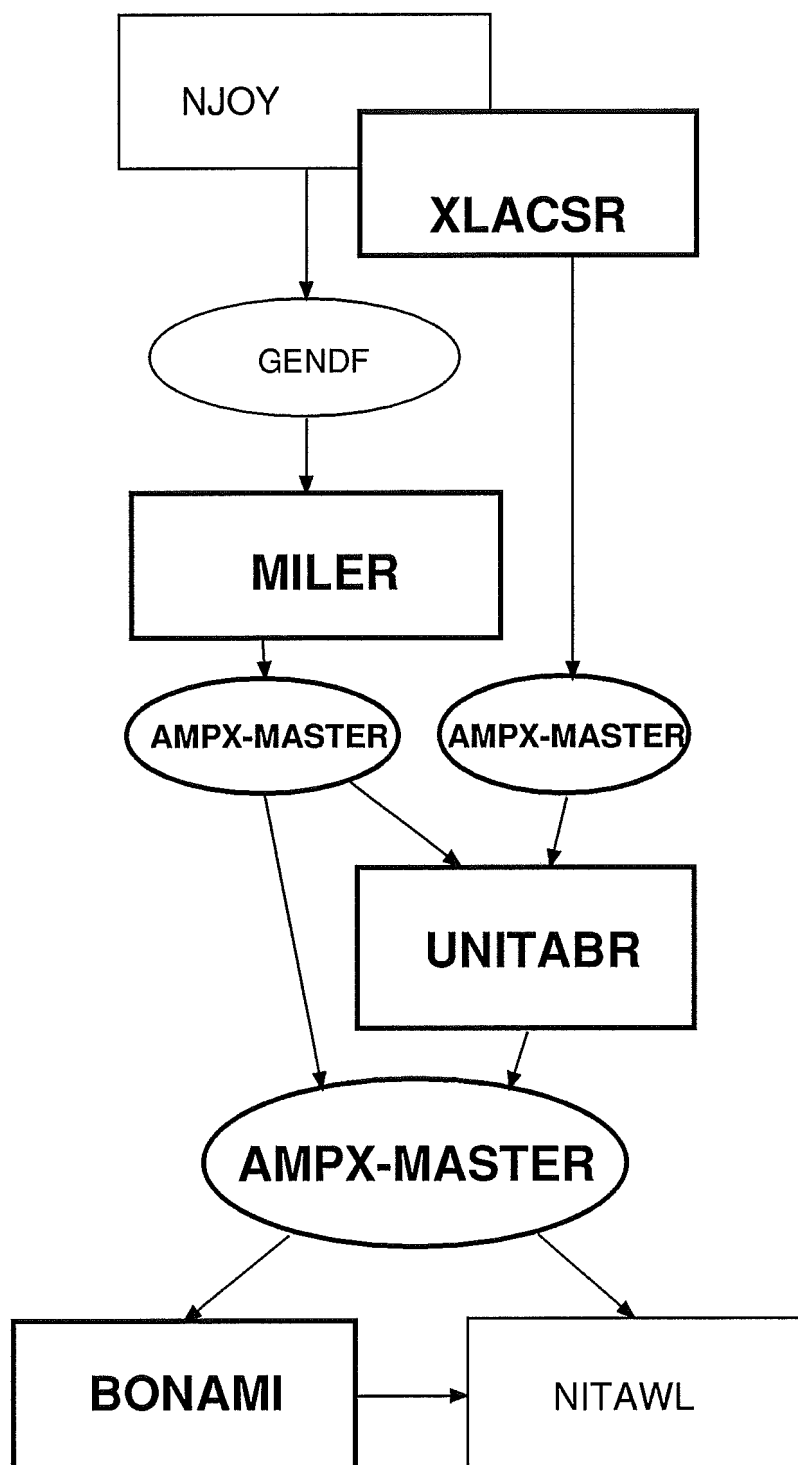 NJOY
XLACSR
GENDF
MILER
AMPX-MASTER
AMPX-MASTER
UNITABR
AMPX-MASTER
BONAMI
NITAWL